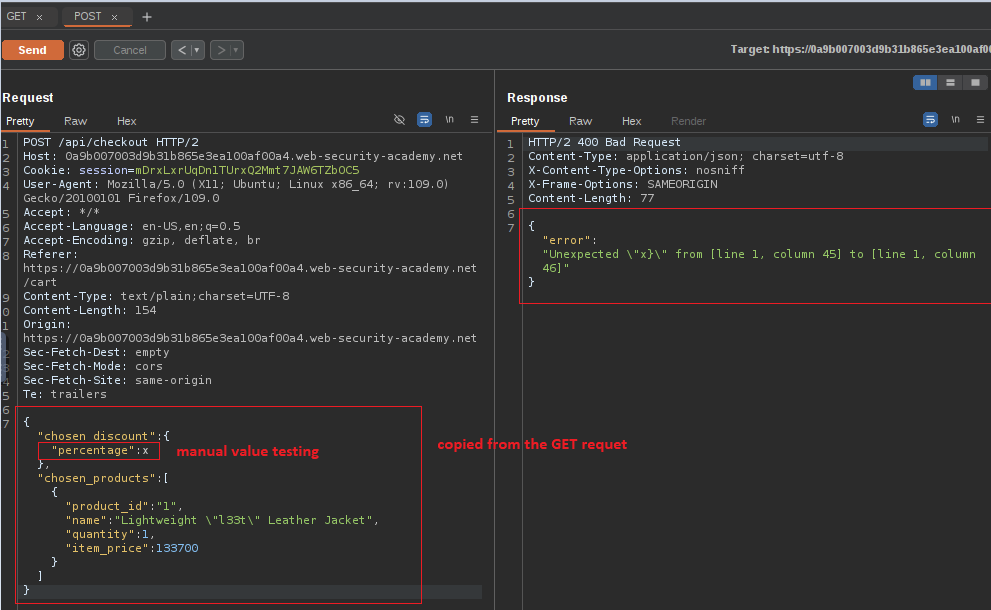 GET × POST × +
Send Cancel < ▾ > ▾ Target: https://0a9b007003d9b31b865e3ea100af00
Request
Pretty Raw Hex \n ≡
1 POST /api/checkout HTTP/2
2 Host: 0a9b007003d9b31b865e3ea100af00a4.web-security-academy.net
3 Cookie: session=mDrxLxrUqDn1TUrxQ2Mmt7JAW6TZbOC5
4 User-Agent: Mozilla/5.0 (X11; Ubuntu; Linux x86_64; rv:109.0)
Gecko/20100101 Firefox/109.0
5 Accept: */*
6 Accept-Language: en-US,en;q=0.5
7 Accept-Encoding: gzip, deflate, br
8 Referer:
https://0a9b007003d9b31b865e3ea100af00a4.web-security-academy.net
/cart
9 Content-Type: text/plain;charset=UTF-8
0 Content-Length: 154
1 Origin:
https://0a9b007003d9b31b865e3ea100af00a4.web-security-academy.net
2 Sec-Fetch-Dest: empty
3 Sec-Fetch-Mode: cors
4 Sec-Fetch-Site: same-origin
5 Te: trailers
6
7 {
"chosen_discount":{
"percentage":x
},
"chosen_products":[
{
"product_id":"1",
"name":"Lightweight \"l33t\" Leather Jacket",
"quantity":1,
"item_price":133700
}
]
}
manual value testing
copied from the GET requet
Response
Pretty Raw Hex Render \n ≡
1 HTTP/2 400 Bad Request
2 Content-Type: application/json; charset=utf-8
3 X-Content-Type-Options: nosniff
4 X-Frame-Options: SAMEORIGIN
5 Content-Length: 77
6
7 {
"error":
"Unexpected \"x}\" from [line 1, column 45] to [line 1, column
46]"
}